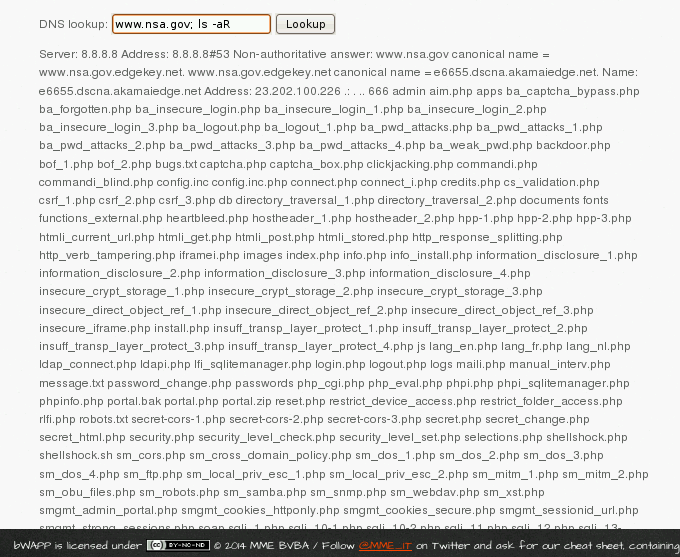 DNS lookup: www.nsa.gov; ls -aR Lookup
Server: 8.8.8.8 Address: 8.8.8.8#53 Non-authoritative answer: www.nsa.gov canonical name =
www.nsa.gov.edgekey.net. www.nsa.gov.edgekey.net canonical name = e6655.dscna.akamaiedge.net. Name:
e6655.dscna.akamaiedge.net Address: 23.202.100.226 .: . .. 666 admin aim.php apps ba_captcha_bypass.php
ba_forgotten.php ba_insecure_login.php ba_insecure_login_1.php ba_insecure_login_2.php
ba_insecure_login_3.php ba_logout.php ba_logout_1.php ba_pwd_attacks.php ba_pwd_attacks_1.php
ba_pwd_attacks_2.php ba_pwd_attacks_3.php ba_pwd_attacks_4.php ba_weak_pwd.php backdoor.php
bof_1.php bof_2.php bugs.txt captcha.php captcha_box.php clickjacking.php commandi.php
commandi_blind.php config.inc config.inc.php connect.php connect_i.php credits.php cs_validation.php
csrf_1.php csrf_2.php csrf_3.php db directory_traversal_1.php directory_traversal_2.php documents fonts
functions_external.php heartbleed.php hostheader_1.php hostheader_2.php hpp-1.php hpp-2.php hpp-3.php
htmli_current_url.php htmli_get.php htmli_post.php htmli_stored.php http_response_splitting.php
http_verb_tampering.php iframei.php images index.php info.php info_install.php information_disclosure_1.php
information_disclosure_2.php information_disclosure_3.php information_disclosure_4.php
insecure_crypt_storage_1.php insecure_crypt_storage_2.php insecure_crypt_storage_3.php
insecure_direct_object_ref_1.php insecure_direct_object_ref_2.php insecure_direct_object_ref_3.php
insecure_iframe.php install.php insuff_transp_layer_protect_1.php insuff_transp_layer_protect_2.php
insuff_transp_layer_protect_3.php insuff_transp_layer_protect_4.php js lang_en.php lang_fr.php lang_nl.php
ldap_connect.php ldapi.php lfi_sqlitemanager.php login.php logout.php logs maili.php manual_interv.php
message.txt password_change.php passwords php_cgi.php php_eval.php phpi.php phpi_sqlitemanager.php
phpinfo.php portal.bak portal.php portal.zip reset.php restrict_device_access.php restrict_folder_access.php
rlfi.php robots.txt secret-cors-1.php secret-cors-2.php secret-cors-3.php secret.php secret_change.php
secret_html.php security.php security_level_check.php security_level_set.php selections.php shellshock.php
shellshock.sh sm_cors.php sm_cross_domain_policy.php sm_dos_1.php sm_dos_2.php sm_dos_3.php
sm_dos_4.php sm_ftp.php sm_local_priv_esc_1.php sm_local_priv_esc_2.php sm_mitm_1.php sm_mitm_2.php
sm_obu_files.php sm_robots.php sm_samba.php sm_snmp.php sm_webdav.php sm_xst.php
smgmt_admin_portal.php smgmt_cookies_httponly.php smgmt_cookies_secure.php smgmt_sessionid_url.php
smgmt_strong_sessions.php soap sqli_1.php sqli_10-1.php sqli_10-2.php sqli_11.php sqli_12.php sqli_13-
bWAPP is licensed under CC BY-NC-ND © 2014 MME BVBA / Follow @MME_IT on Twitter and ask for our cheat sheet, containing